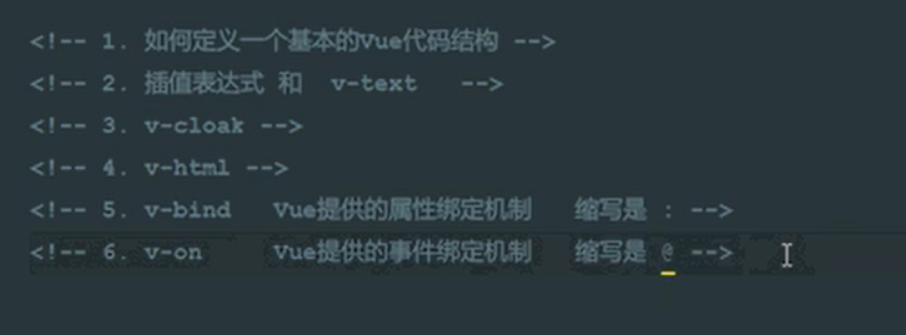 <!-- 1. 如何定义一个基本的Vue代码结构 -->
<!-- 2. 插值表达式 和  v-text   -->
<!-- 3. v-cloak -->
<!-- 4. v-html -->
<!-- 5. v-bind   Vue提供的属性绑定机制   缩写是 : -->
<!-- 6. v-on     Vue提供的事件绑定机制   缩写是 @ -->